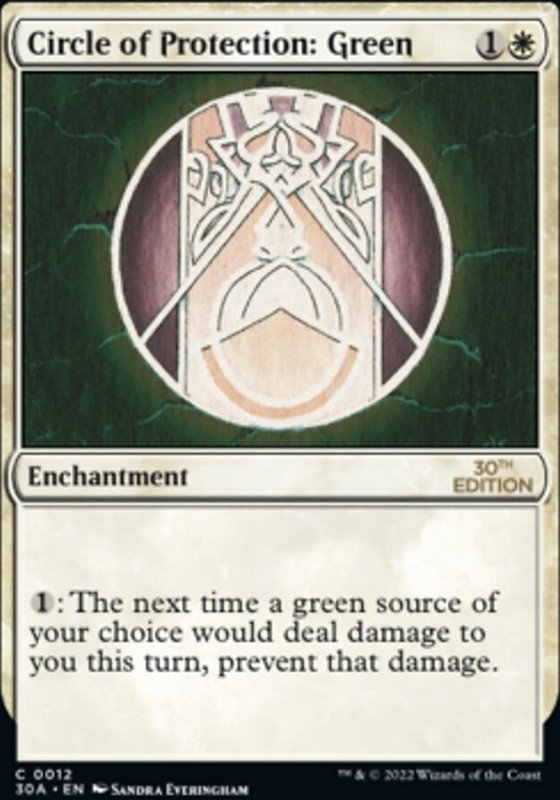 Circle of Protection: Green 1
Enchantment
30TH
EDITION
1: The next time a green source of
your choice would deal damage to
you this turn, prevent that damage.
C 0012
30A • EN Sandra Everingham
™ & © 2022 Wizards of the Coast